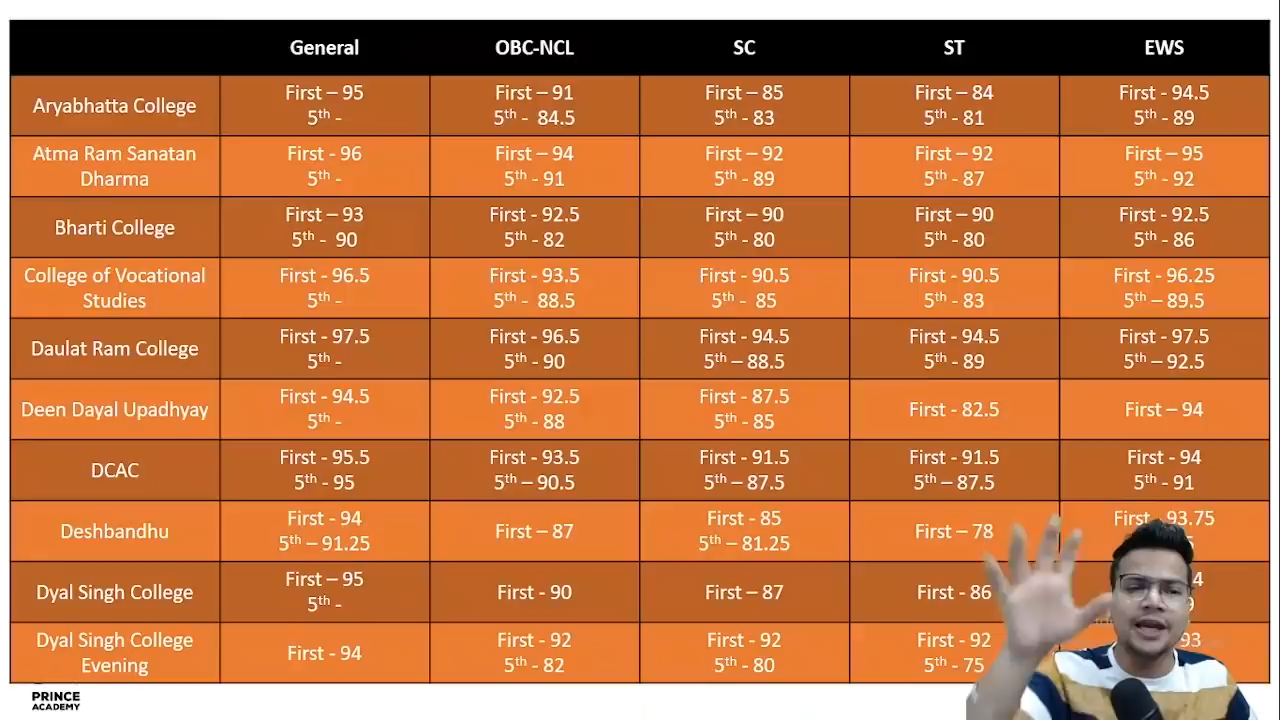 General OBC-NCL SC ST EWS
Aryabhatta College
First – 95
5th -
First – 91
5th - 84.5
First – 85
5th - 83
First – 84
5th - 81
First - 94.5
5th - 89
Atma Ram Sanatan
Dharma
First - 96
5th -
First – 94
5th - 91
First – 92
5th - 89
First – 92
5th - 87
First – 95
5th - 92
Bharti College
First – 93
5th - 90
First - 92.5
5th - 82
First – 90
5th - 80
First – 90
5th - 80
First - 92.5
5th - 86
College of Vocational
Studies
First - 96.5
5th -
First - 93.5
5th - 88.5
First - 90.5
5th - 85
First - 90.5
5th - 83
First - 96.25
5th – 89.5
Daulat Ram College
First - 97.5
5th -
First - 96.5
5th - 90
First - 94.5
5th – 88.5
First - 94.5
5th - 89
First - 97.5
5th – 92.5
Deen Dayal Upadhyay
First - 94.5
5th -
First - 92.5
5th - 88
First - 87.5
5th - 85
First - 82.5
First – 94
DCAC
First - 95.5
5th - 95
First - 93.5
5th – 90.5
First - 91.5
5th – 87.5
First - 91.5
5th – 87.5
First - 94
5th - 91
Deshbandhu
First - 94
5th – 91.25
First – 87
First - 85
5th – 81.25
First – 78
First 93.75
Dyal Singh College
First – 95
5th -
First - 90
First – 87
First - 86
Dyal Singh College
Evening
First - 94
First - 92
5th - 82
First - 92
5th - 80
First - 92
5th - 75
93
PRINCE
ACADEMY